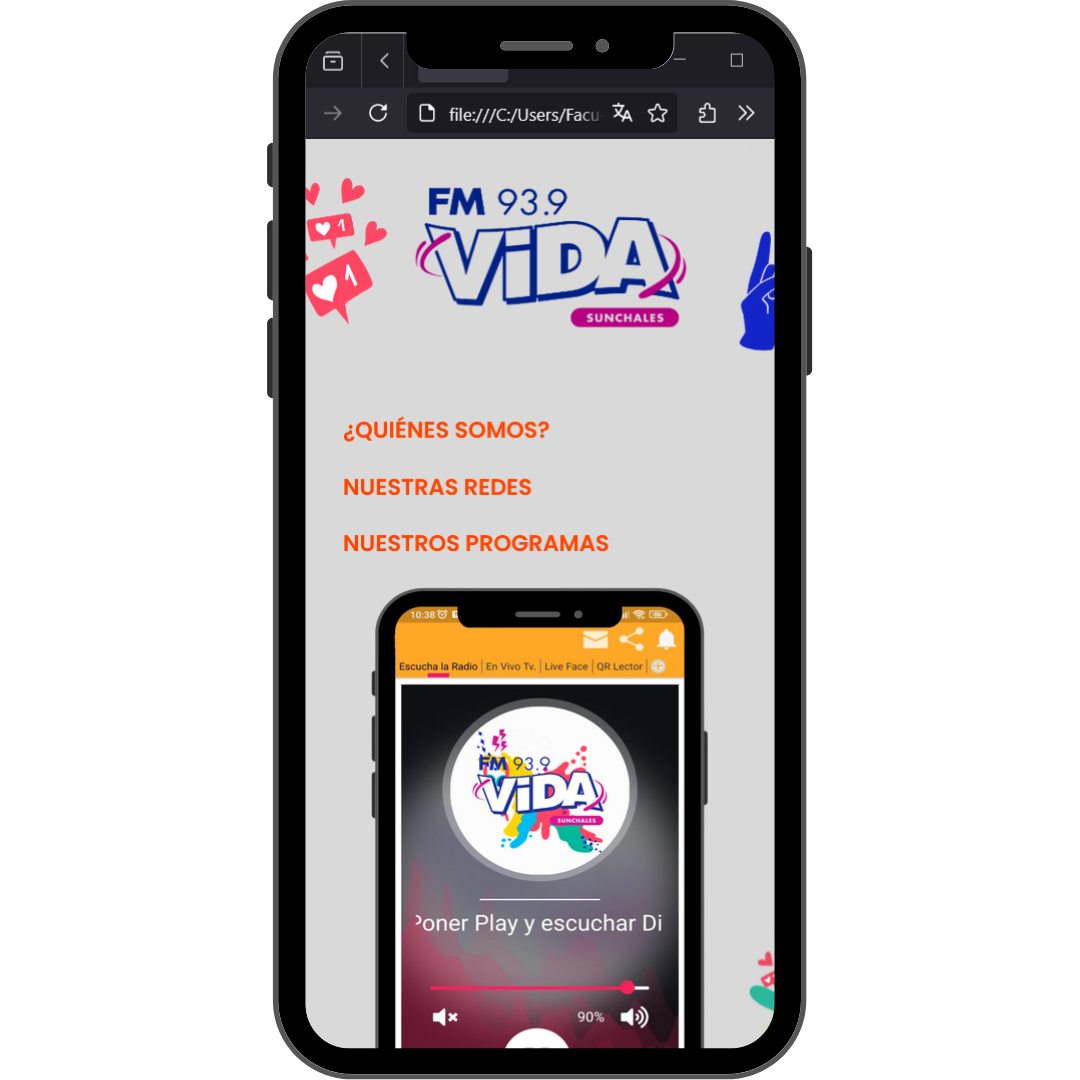 file:///C:/Users/Facu
FM 93.9
ViDA
SUNCHALES
1
1
¿QUIÉNES SOMOS?
NUESTRAS REDES
NUESTROS PROGRAMAS
10:38
Escucha la Radio | En Vivo Tv. | Live Face | QR Lector |
FM 93.9
ViDA
SUNCHALES
Poner Play y escuchar Di
90%